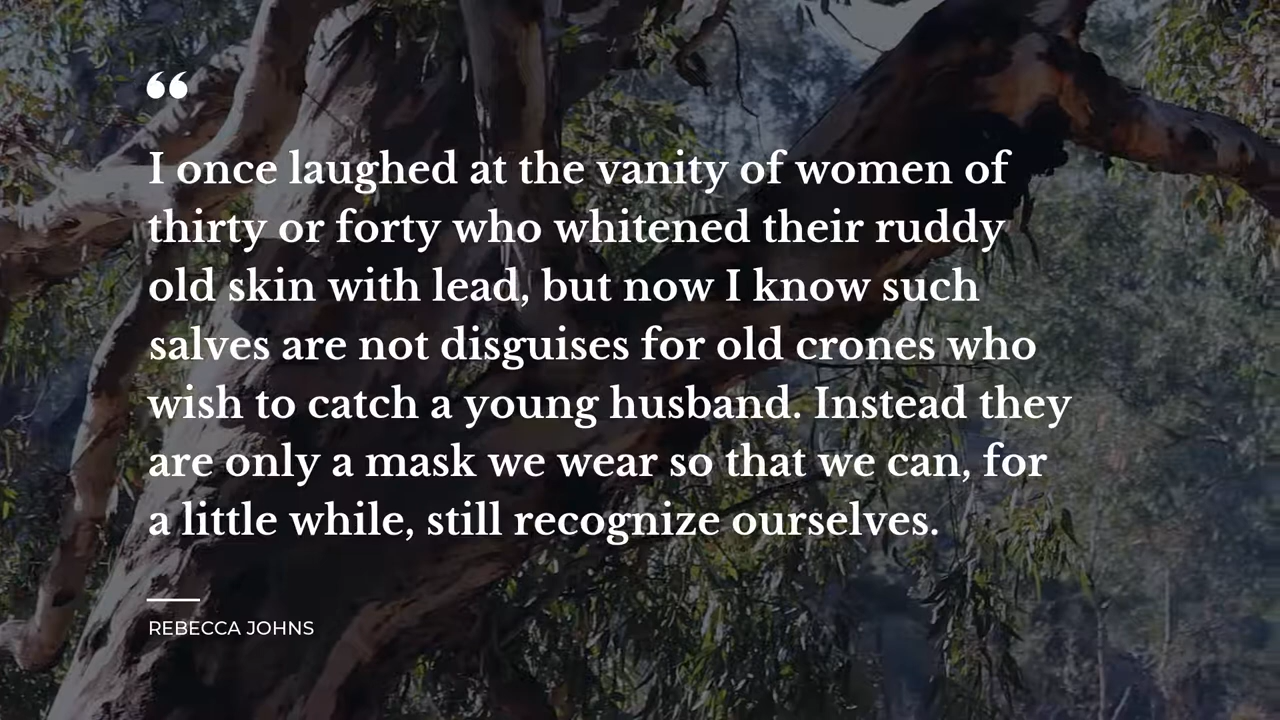 “
I once laughed at the vanity of women of
thirty or forty who whitened their ruddy
old skin with lead, but now I know such
salves are not disguises for old crones who
wish to catch a young husband. Instead they
are only a mask we wear so that we can, for
a little while, still recognize ourselves.
REBECCA JOHNS